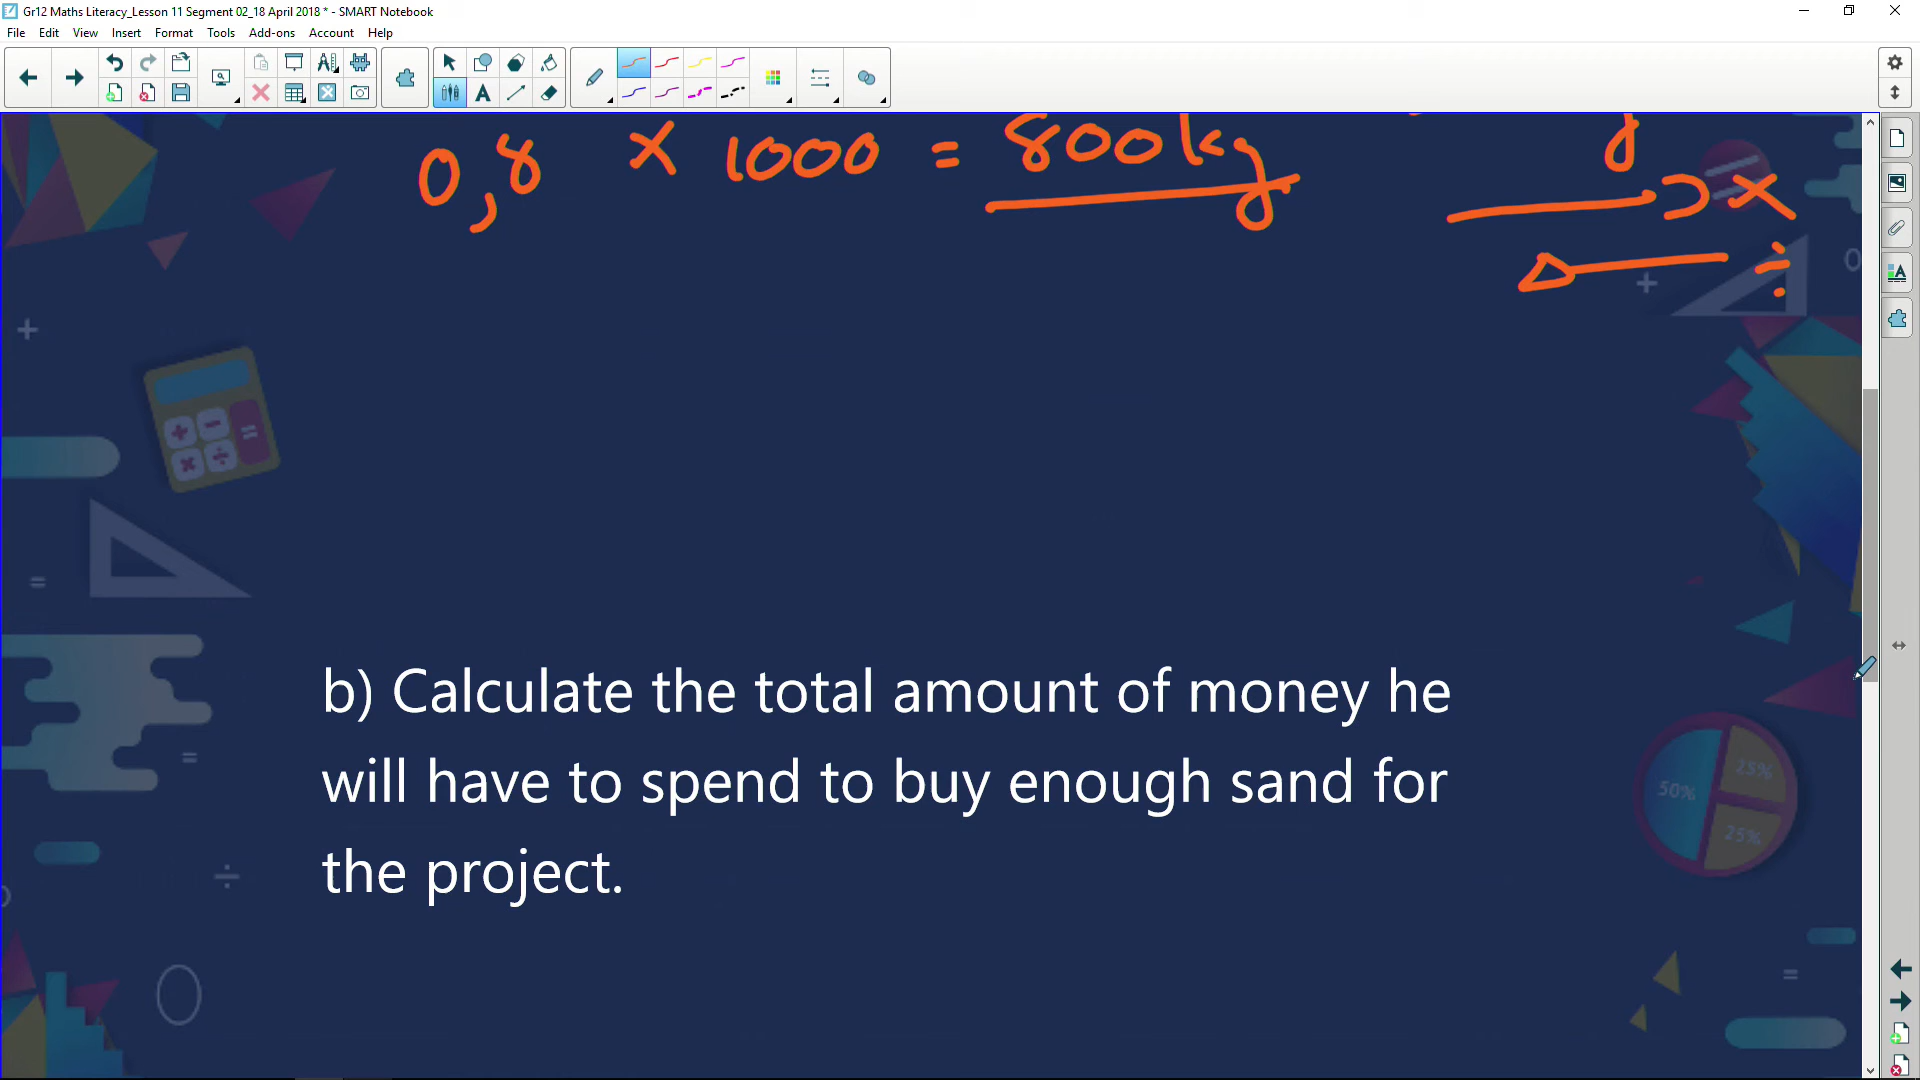 Gr12 Maths Literacy_Lesson 11 Segment 02_18 April 2018 * - SMART Notebook
File Edit View Insert Format Tools Add-ons Account Help
0,8 x 1000 = 800kg
x
÷
b) Calculate the total amount of money he
will have to spend to buy enough sand for
the project.
50% 25%
25%